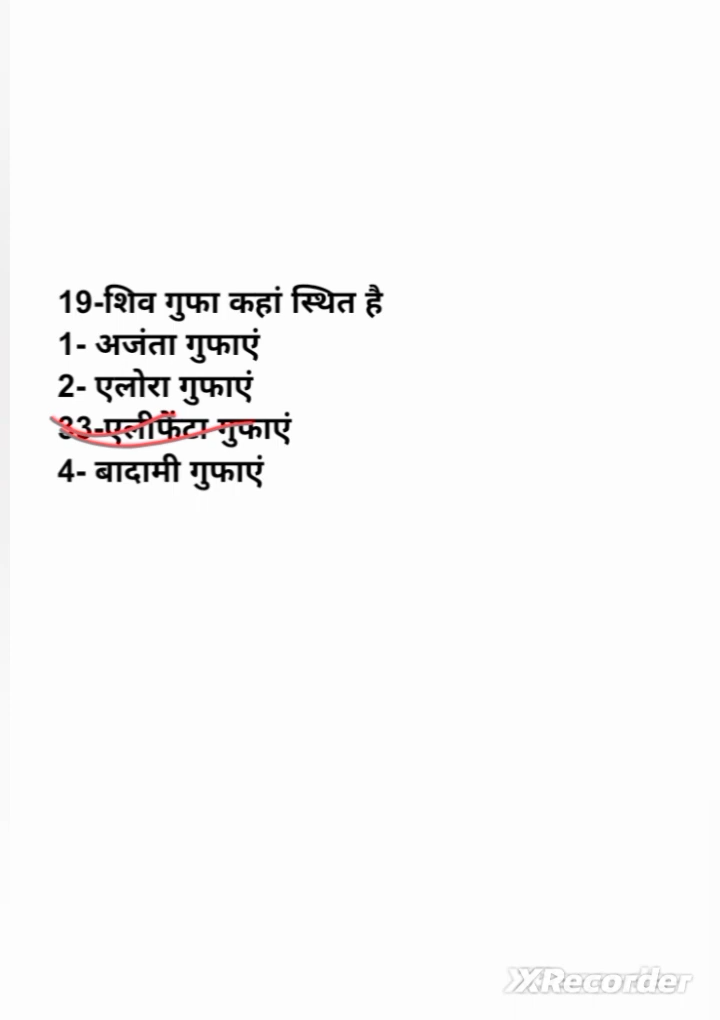 19-शिव गुफा कहां स्थित है
1- अजंता गुफाएं
2- एलोरा गुफाएं
33-एलीफेंटा गुफाएं
4- बादामी गुफाएं
XRecorder